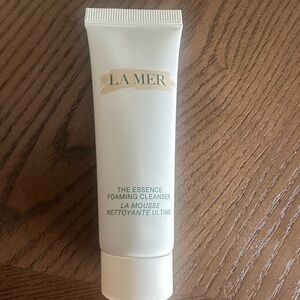 LA MER
THE ESSENCE
FOAMING CLEANSER
LA MOUSSE
NETTOYANTE ULTIME